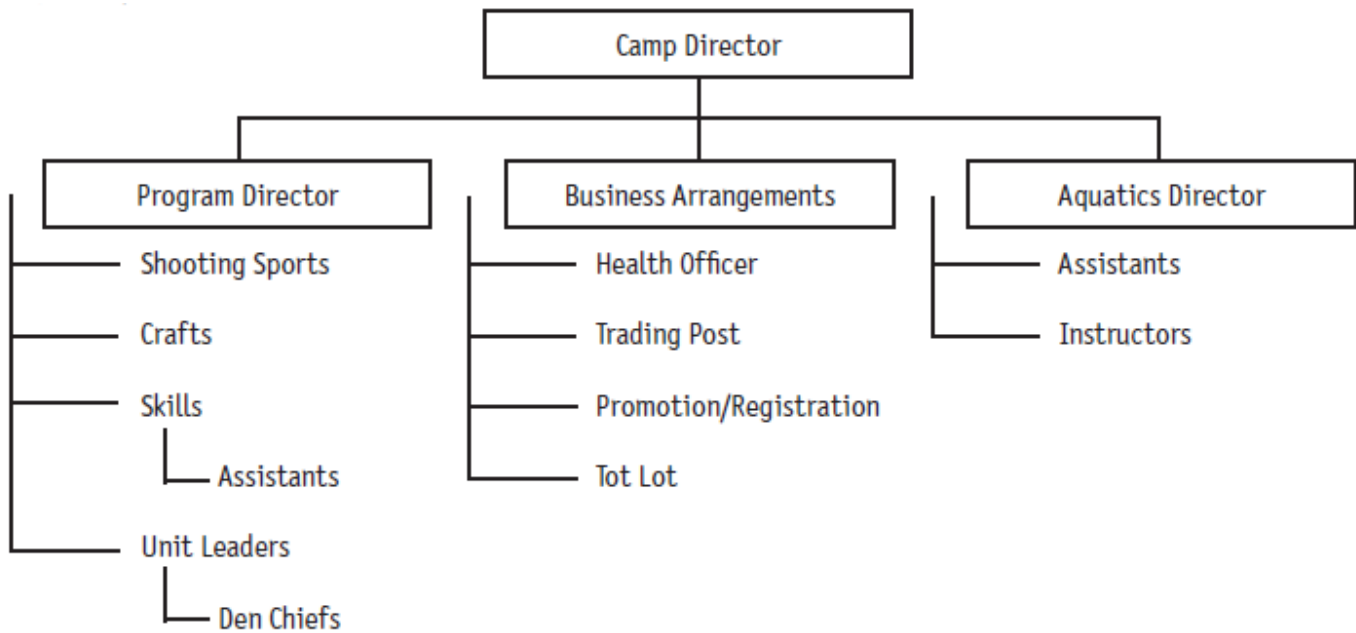 Camp Director
Program Director
Shooting Sports
Crafts
Skills
Assistants
Unit Leaders
Den Chiefs
Business Arrangements
Health Officer
Trading Post
Promotion/Registration
Tot Lot
Aquatics Director
Assistants
Instructors